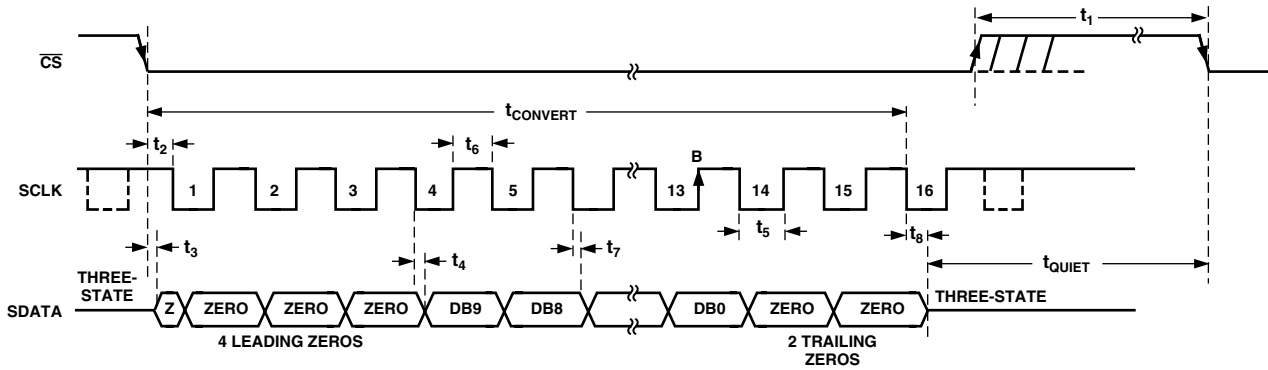 t1
CS
tCONVERT
t2
t6
B
SCLK
1 2 3 4 5 13 14 15 16
t3
t4
t7
t5
t8
tQUIET
THREE-
STATE
THREE-STATE
SDATA
Z ZERO ZERO ZERO DB9 DB8 DB0 ZERO ZERO
4 LEADING ZEROS
2 TRAILING
ZEROS